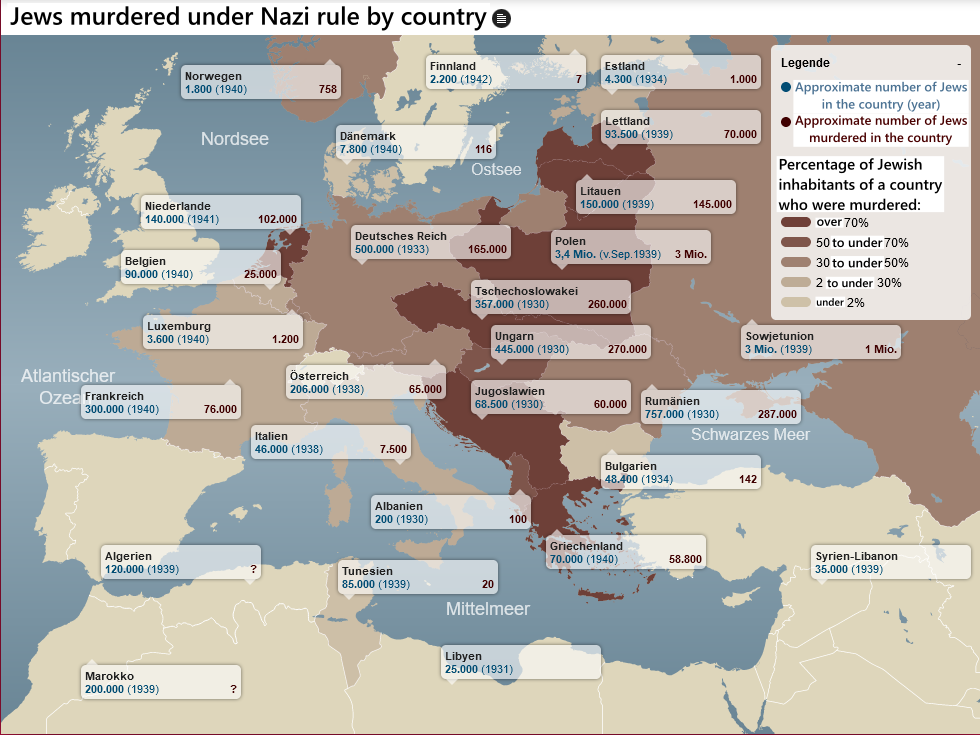 Jews murdered under Nazi rule by country
Norwegen
1.800 (1940) 758
Finnland
2.200 (1942) 7
Estland
4.300 (1934) 1.000
Legende -
Approximate number of Jews
in the country (year)
Approximate number of Jews
murdered in the country
Percentage of Jewish
inhabitants of a country
who were murdered:
over 70%
50 to under 70%
30 to under 50%
2 to under 30%
under 2%
Nordsee
Dänemark
7.800 (1940) 116
Lettland
93.500 (1939) 70.000
Ostsee
Litauen
150.000 (1939) 145.000
Niederlande
140.000 (1941) 102.000
Deutsches Reich
500.000 (1933) 165.000
Polen
3,4 Mio. (v.Sep.1939) 3 Mio.
Belgien
90.000 (1940) 25.000
Tschechoslowakei
357.000 (1930) 260.000
Luxemburg
3.600 (1940) 1.200
Ungarn
445.000 (1930) 270.000
Sowjetunion
3 Mio. (1939) 1 Mio.
Atlantischer
Ozea
Österreich
206.000 (1938) 65.000
Frankreich
300.000 (1940) 76.000
Jugoslawien
68.500 (1930) 60.000
Rumänien
757.000 (1930) 287.000
Schwarzes Meer
Italien
46.000 (1938) 7.500
Bulgarien
48.400 (1934) 142
Albanien
200 (1930) 100
Griechenland
70.000 (1940) 58.800
Algerien
120.000 (1939) ?
Tunesien
85.000 (1939) 20
Syrien-Libanon
35.000 (1939)
Mittelmeer
Libyen
25.000 (1931)
Marokko
200.000 (1939) ?